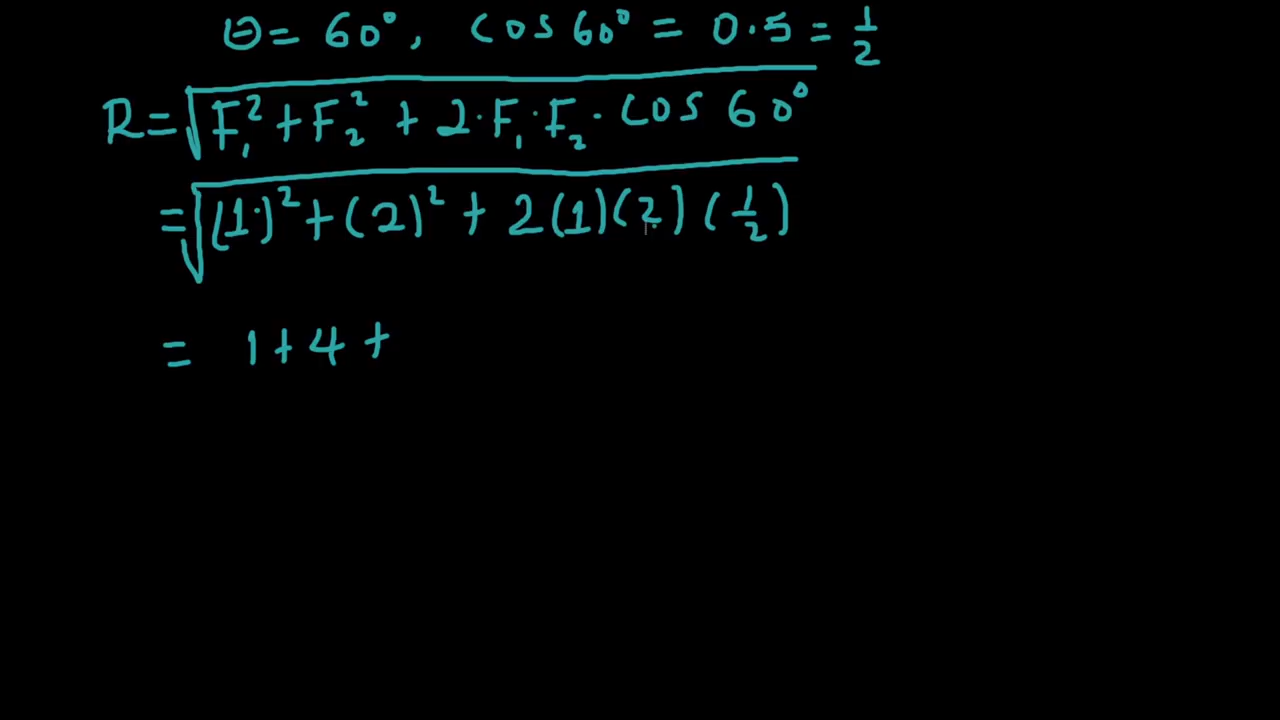 θ = 60°, cos 60° = 0.5 = 1/2
R = √(F₁² + F₂² + 2·F₁·F₂·cos 60°)
= √((1)² + (2)² + 2(1)(2)(1/2))
= 1 + 4 +